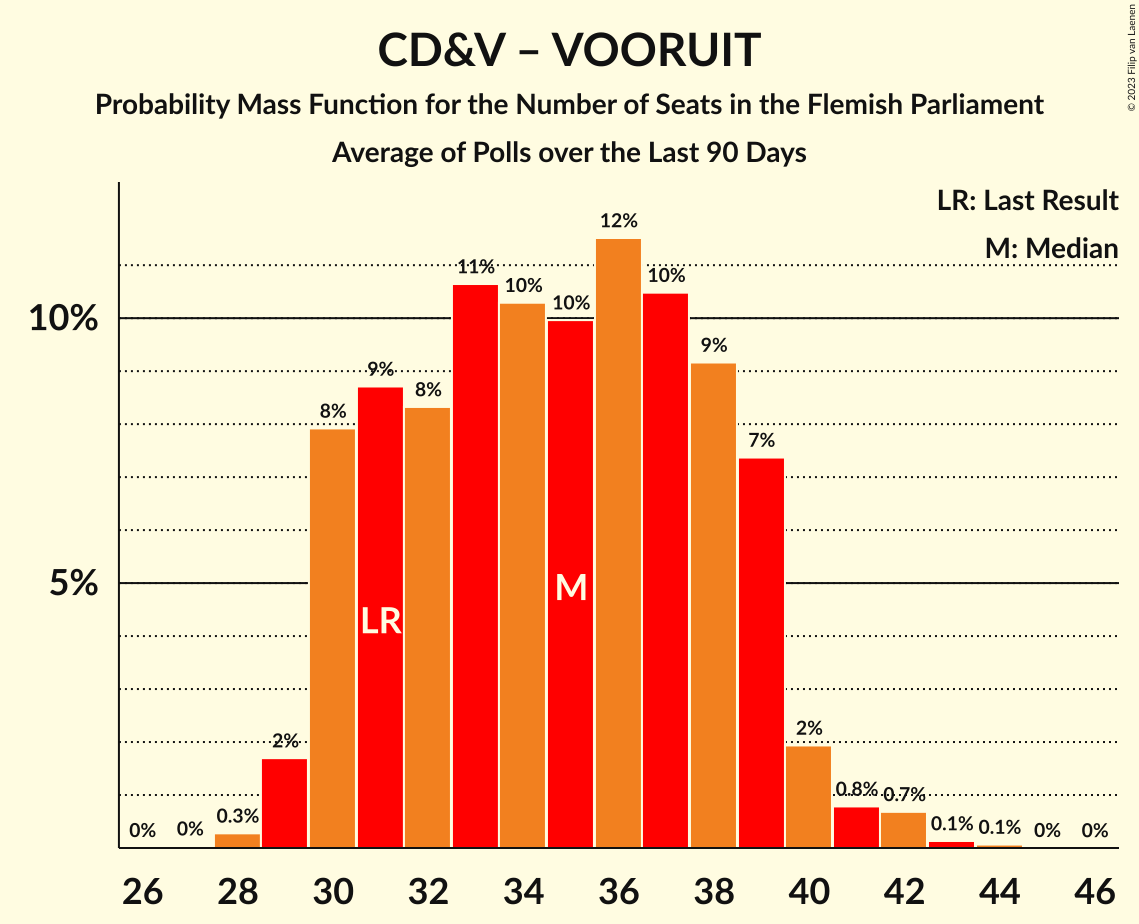 CD&V – VOORUIT
Probability Mass Function for the Number of Seats in the Flemish Parliament
Average of Polls over the Last 90 Days
© 2023 Filip van Laenen
LR: Last Result
M: Median
10%
5%
0%
0%
0.3%
2%
8%
9%
8%
11%
10%
10%
12%
10%
9%
7%
2%
0.8%
0.7%
0.1%
0.1%
0%
0%
LR
M
26 28 30 32 34 36 38 40 42 44 46